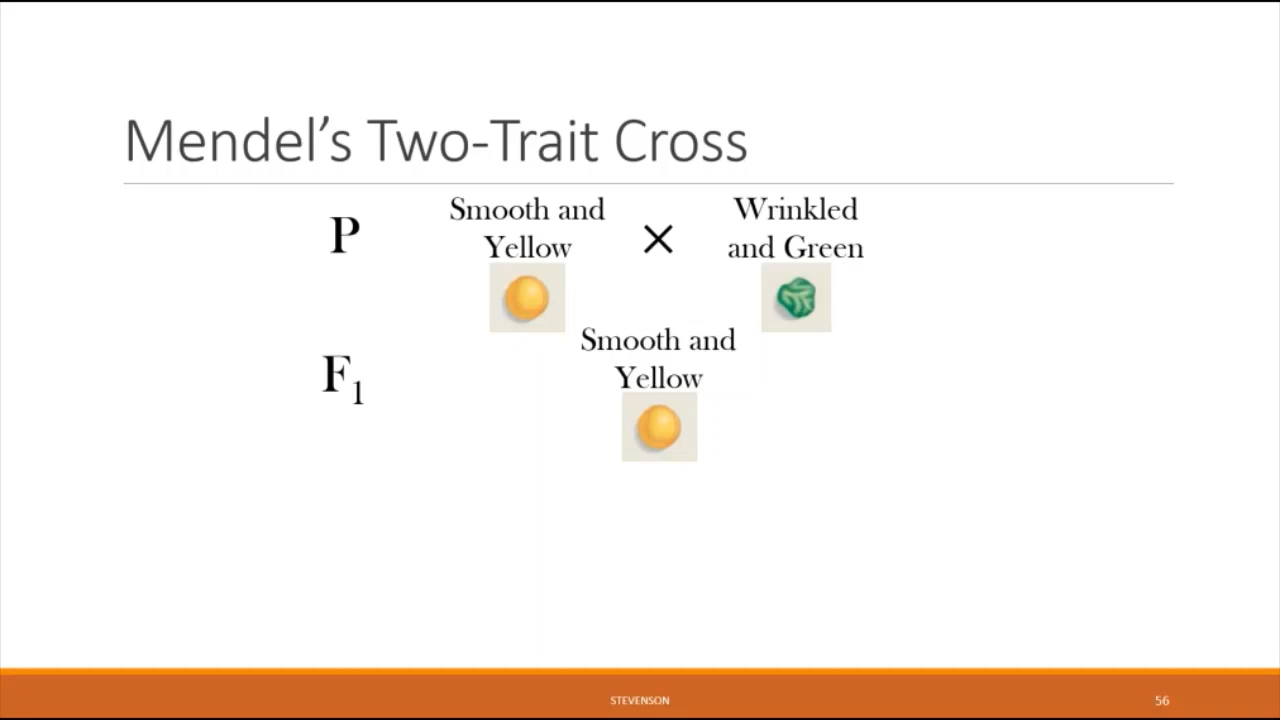 Mendel’s Two-Trait Cross
P
Smooth and
Yellow
×
Wrinkled
and Green
F₁
Smooth and
Yellow
STEVENSON
56